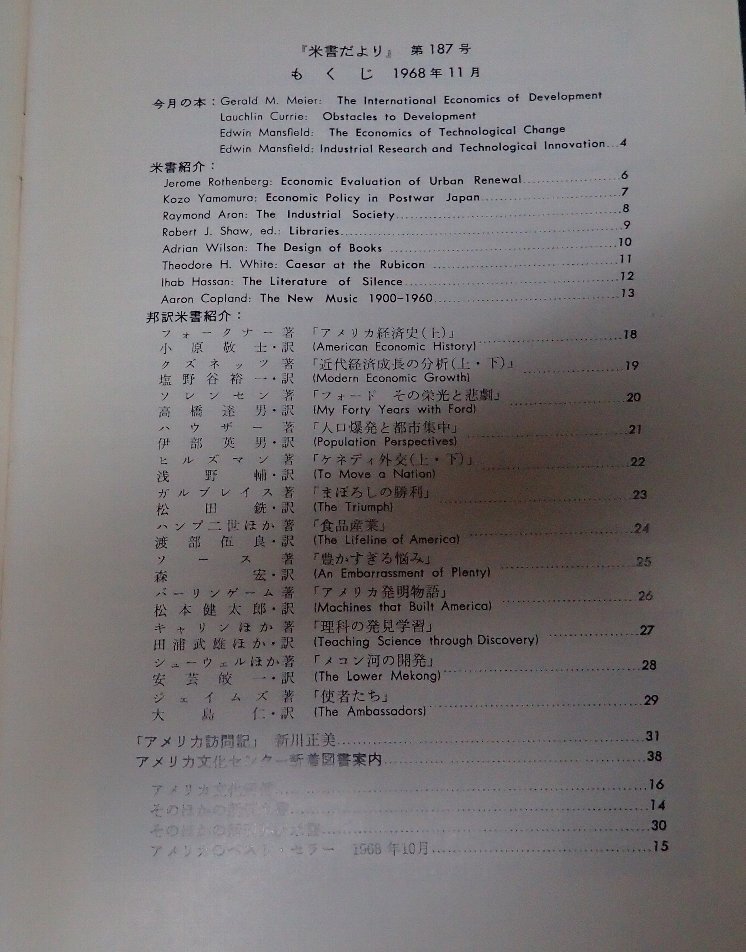 『米書だより』 第187号
もくじ 1968年11月
今月の本：Gerald M. Meier: The International Economics of Development
Lauchlin Currie: Obstacles to Development
Edwin Mansfield: The Economics of Technological Change
Edwin Mansfield: Industrial Research and Technological Innovation...4
米書紹介：
Jerome Rothenberg: Economic Evaluation of Urban Renewal...6
Kozo Yamamura: Economic Policy in Postwar Japan...7
Raymond Aron: The Industrial Society...8
Robert J. Shaw, ed.: Libraries...9
Adrian Wilson: The Design of Books...10
Theodore H. White: Caesar at the Rubicon...11
Ihab Hassan: The Literature of Silence...12
Aaron Copland: The New Music 1900-1960...13
邦訳米書紹介：
フォークナー著 「アメリカ経済史(上)」
小原敬士・訳 (American Economic History)...18
クズネッツ著 「近代経済成長の分析(上・下)」
塩野谷裕一・訳 (Modern Economic Growth)...19
ソレンセン著 「フォード その栄光と悲劇」
高橋達男・訳 (My Forty Years with Ford)...20
ハウザー著 「人口爆発と都市集中」
伊部英男・訳 (Population Perspectives)...21
ヒルズマン著 「ケネディ外交(上・下)」
浅野輔・訳 (To Move a Nation)...22
ガルブレイス著 「まぼろしの勝利」
松田銑・訳 (The Triumph)...23
ハンプ二世ほか著 「食品産業」
渡部伍良・訳 (The Lifeline of America)...24
ソース著 「豊かすぎる悩み」
森宏・訳 (An Embarrassment of Plenty)...25
バーリンゲーム著 「アメリカ発明物語」
松本健太郎・訳 (Machines that Built America)...26
キャリンほか著 「理科の発見学習」
田浦武雄ほか・訳 (Teaching Science through Discovery)...27
シューウェルほか著 「メコン河の開発」
安芸皎一・訳 (The Lower Mekong)...28
ジェイムズ著 「使者たち」
大島仁・訳 (The Ambassadors)...29
「アメリカ訪問記」 新川正美...31
アメリカ文化センター新着図書案内...38
アメリカ文化...16
そのほかの...14
そのほかの...30
アメリカ○ベスト・セラー 1968年10月...15